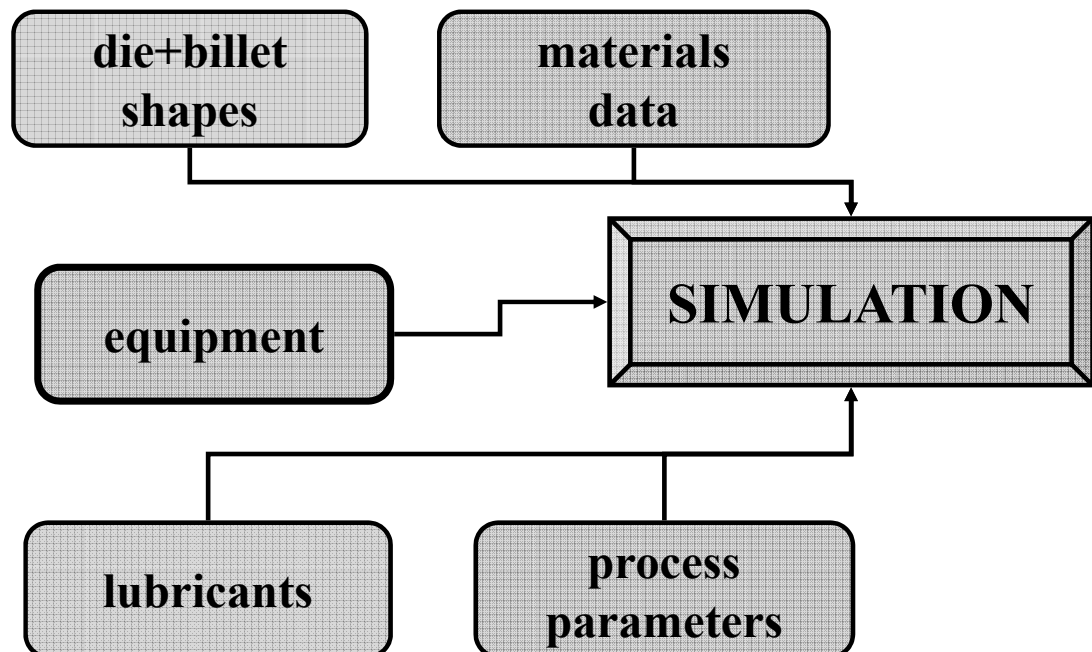 die+billet
shapes
materials
data
equipment
SIMULATION
lubricants
process
parameters